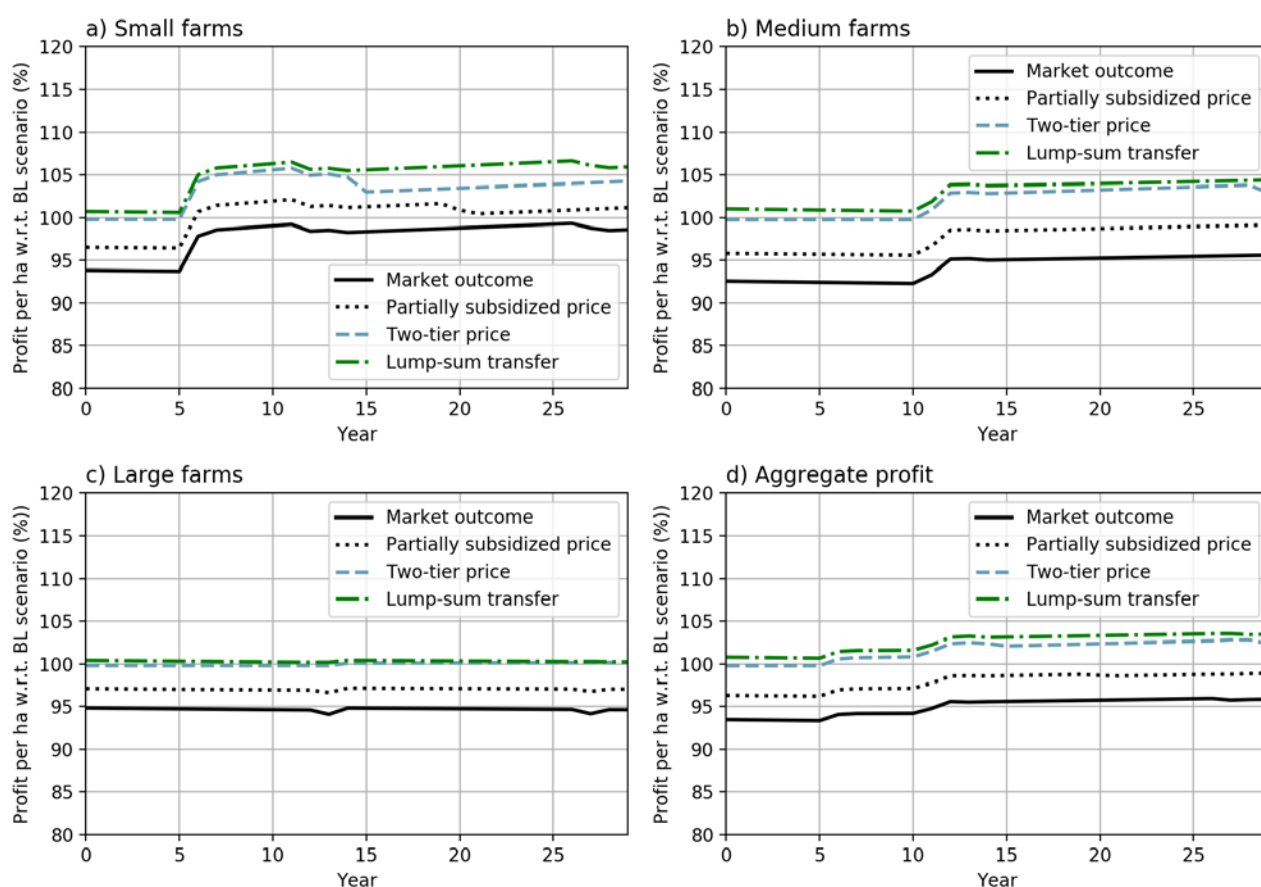 a) Small farms
Profit per ha w.r.t. BL scenario (%)
120
115
110
105
100
95
90
85
80
Market outcome
Partially subsidized price
Two-tier price
Lump-sum transfer
0 5 10 15 20 25
Year
b) Medium farms
Profit per ha w.r.t. BL scenario (%)
120
115
110
105
100
95
90
85
80
Market outcome
Partially subsidized price
Two-tier price
Lump-sum transfer
0 5 10 15 20 25
Year
c) Large farms
Profit per ha w.r.t. BL scenario (%))
120
115
110
105
100
95
90
85
80
Market outcome
Partially subsidized price
Two-tier price
Lump-sum transfer
0 5 10 15 20 25
Year
d) Aggregate profit
Profit per ha w.r.t. BL scenario (%))
120
115
110
105
100
95
90
85
80
Market outcome
Partially subsidized price
Two-tier price
Lump-sum transfer
0 5 10 15 20 25
Year